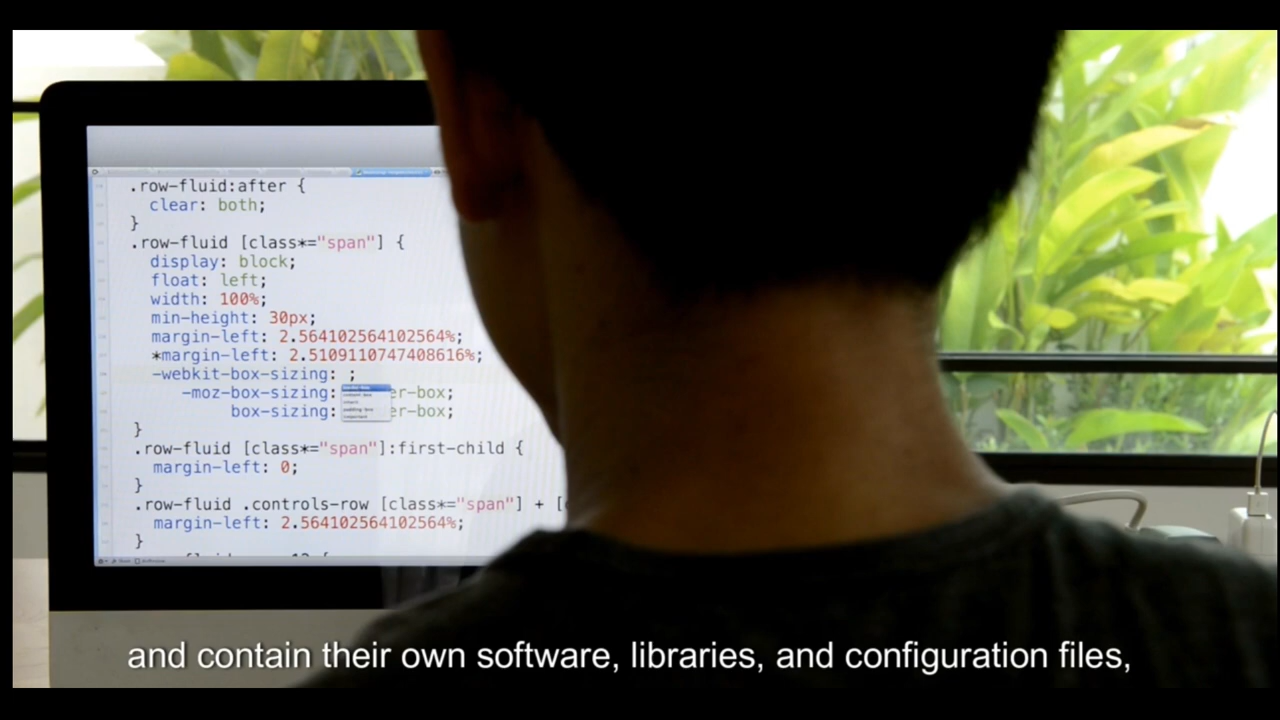 .row-fluid:after {
clear: both;
}
.row-fluid [class*="span"] {
display: block;
float: left;
width: 100%;
min-height: 30px;
margin-left: 2.564102564102564%;
*margin-left: 2.5109110747408616%;
-webkit-box-sizing: ;
-moz-box-sizing: er-box;
box-sizing: er-box;
}
.row-fluid [class*="span"]:first-child {
margin-left: 0;
}
.row-fluid .controls-row [class*="span"] + [
margin-left: 2.564102564102564%;
}
and contain their own software, libraries, and configuration files,